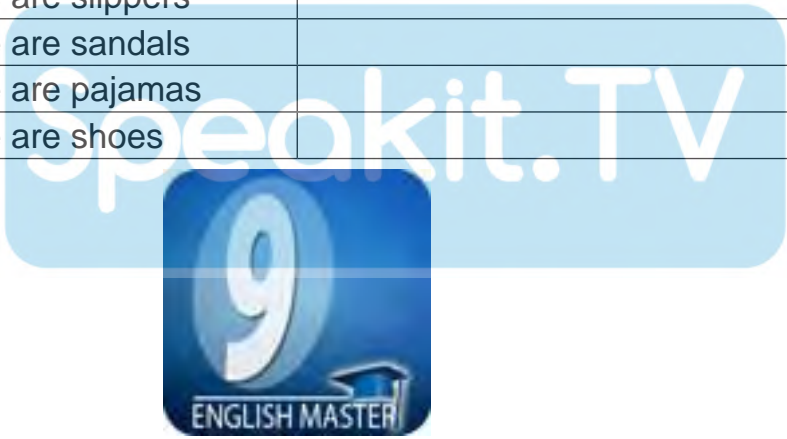 are slippers
are sandals
are pajamas
are shoes
Speakit.TV
9
ENGLISH MASTER